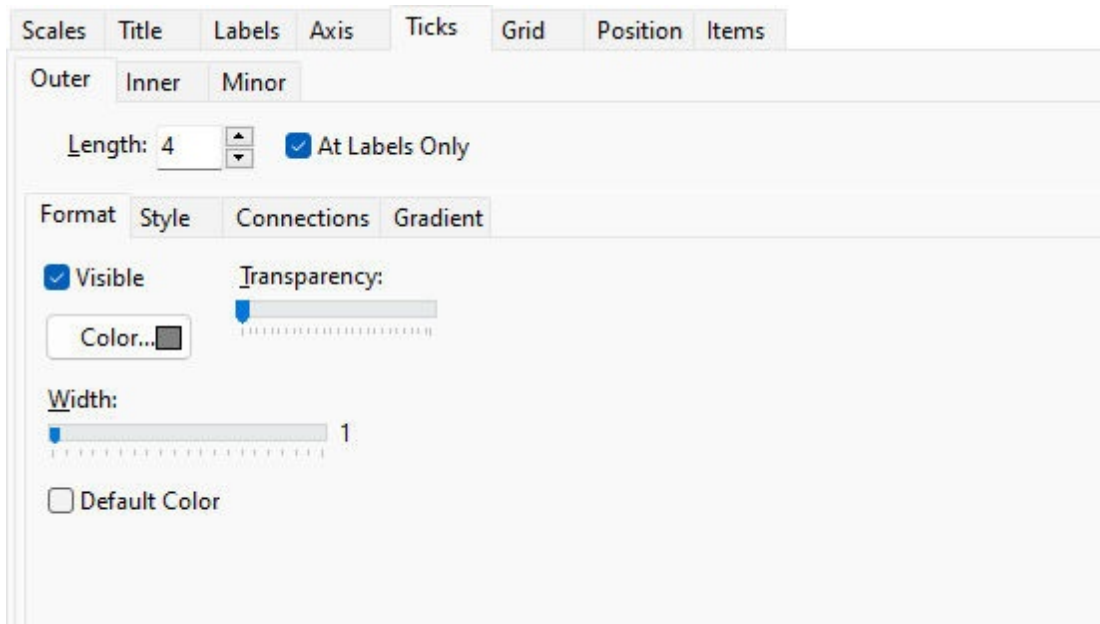 Scales Title Labels Axis Ticks Grid Position Items
Outer Inner Minor
Length: 4 At Labels Only
Format Style Connections Gradient
Visible Transparency:
Color...
Width:
1
Default Color